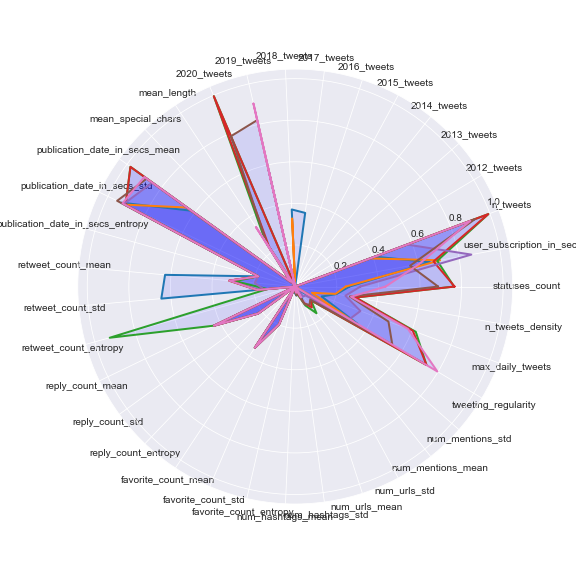 2018_tweets
2017_tweets
2019_tweets
2016_tweets
2020_tweets
2015_tweets
mean_length
2014_tweets
mean_special_chars
2013_tweets
publication_date_in_secs_mean
2012_tweets
publication_date_in_secs_std
1.0
n_tweets
0.8
publication_date_in_secs_entropy
0.6
user_subscription_in_sec
0.4
retweet_count_mean
0.2
statuses_count
retweet_count_std
n_tweets_density
retweet_count_entropy
max_daily_tweets
reply_count_mean
tweeting_regularity
reply_count_std
num_mentions_std
reply_count_entropy
num_mentions_mean
favorite_count_mean
num_urls_std
favorite_count_std
num_urls_mean
favorite_count_entropy
num_hashtags_std
num_hashtags_mean